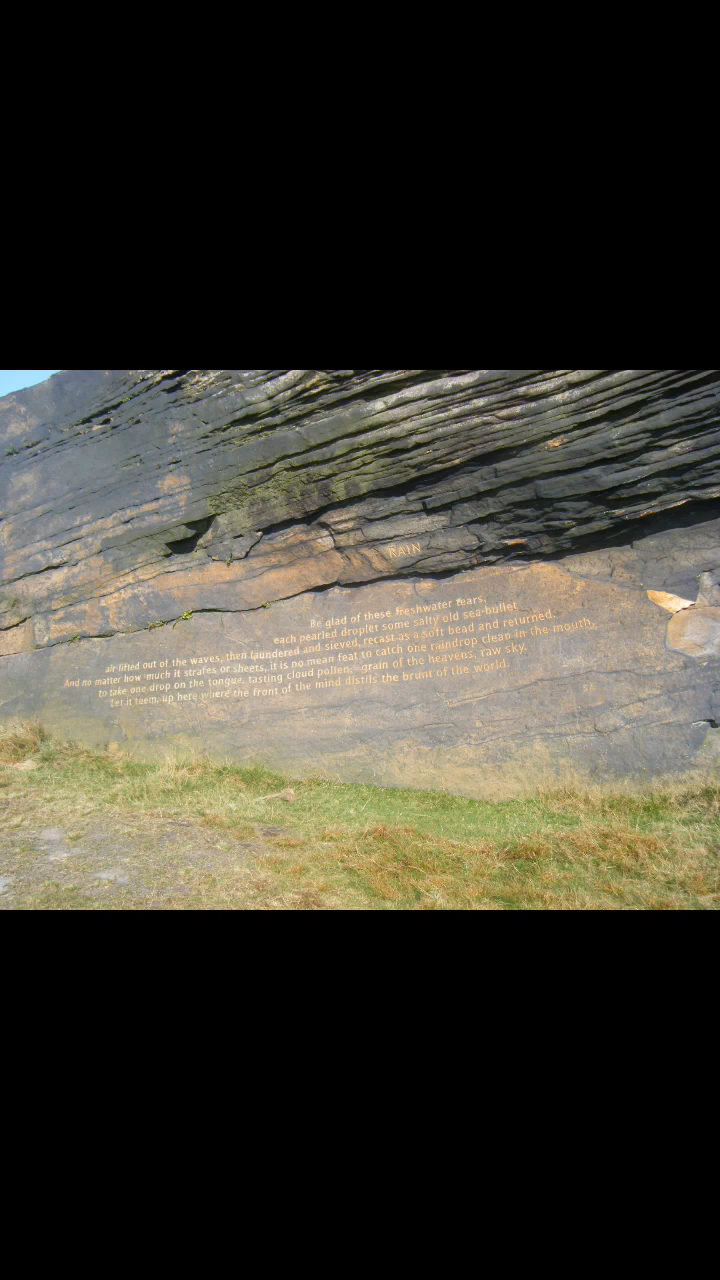 RAIN
Be glad of these freshwater tears,
each pearled droplet some salty old sea-bullet
air-lifted out of the waves, then laundered and sieved, recast as a soft bead and returned.
And no matter how much it strafes or sheets, it is no mean feat to catch one raindrop clean in the mouth,
to take one drop on the tongue, tasting cloud pollen, grain of the heavens, raw sky.
Let it teem, up here where the front of the mind distils the brunt of the world.